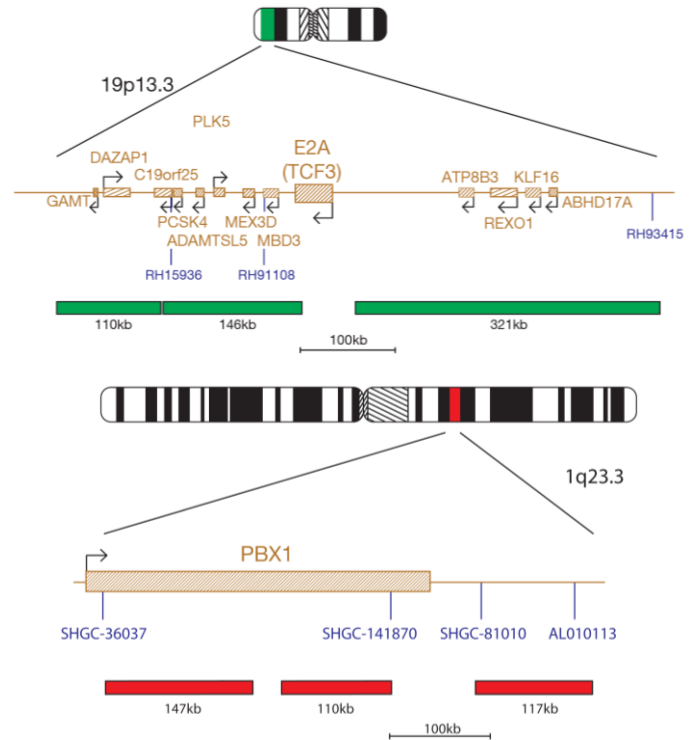 19p13.3
PLK5
E2A
(TCF3)
DAZAP1
C19orf25
ATP8B3 KLF16
GAMT
ABHD17A
PCSK4
MEX3D
REXO1
ADAMTSL5 MBD3
RH93415
RH15936
RH91108
110kb
146kb
321kb
100kb
1q23.3
PBX1
SHGC-36037
SHGC-141870
SHGC-81010
AL010113
147kb
110kb
117kb
100kb